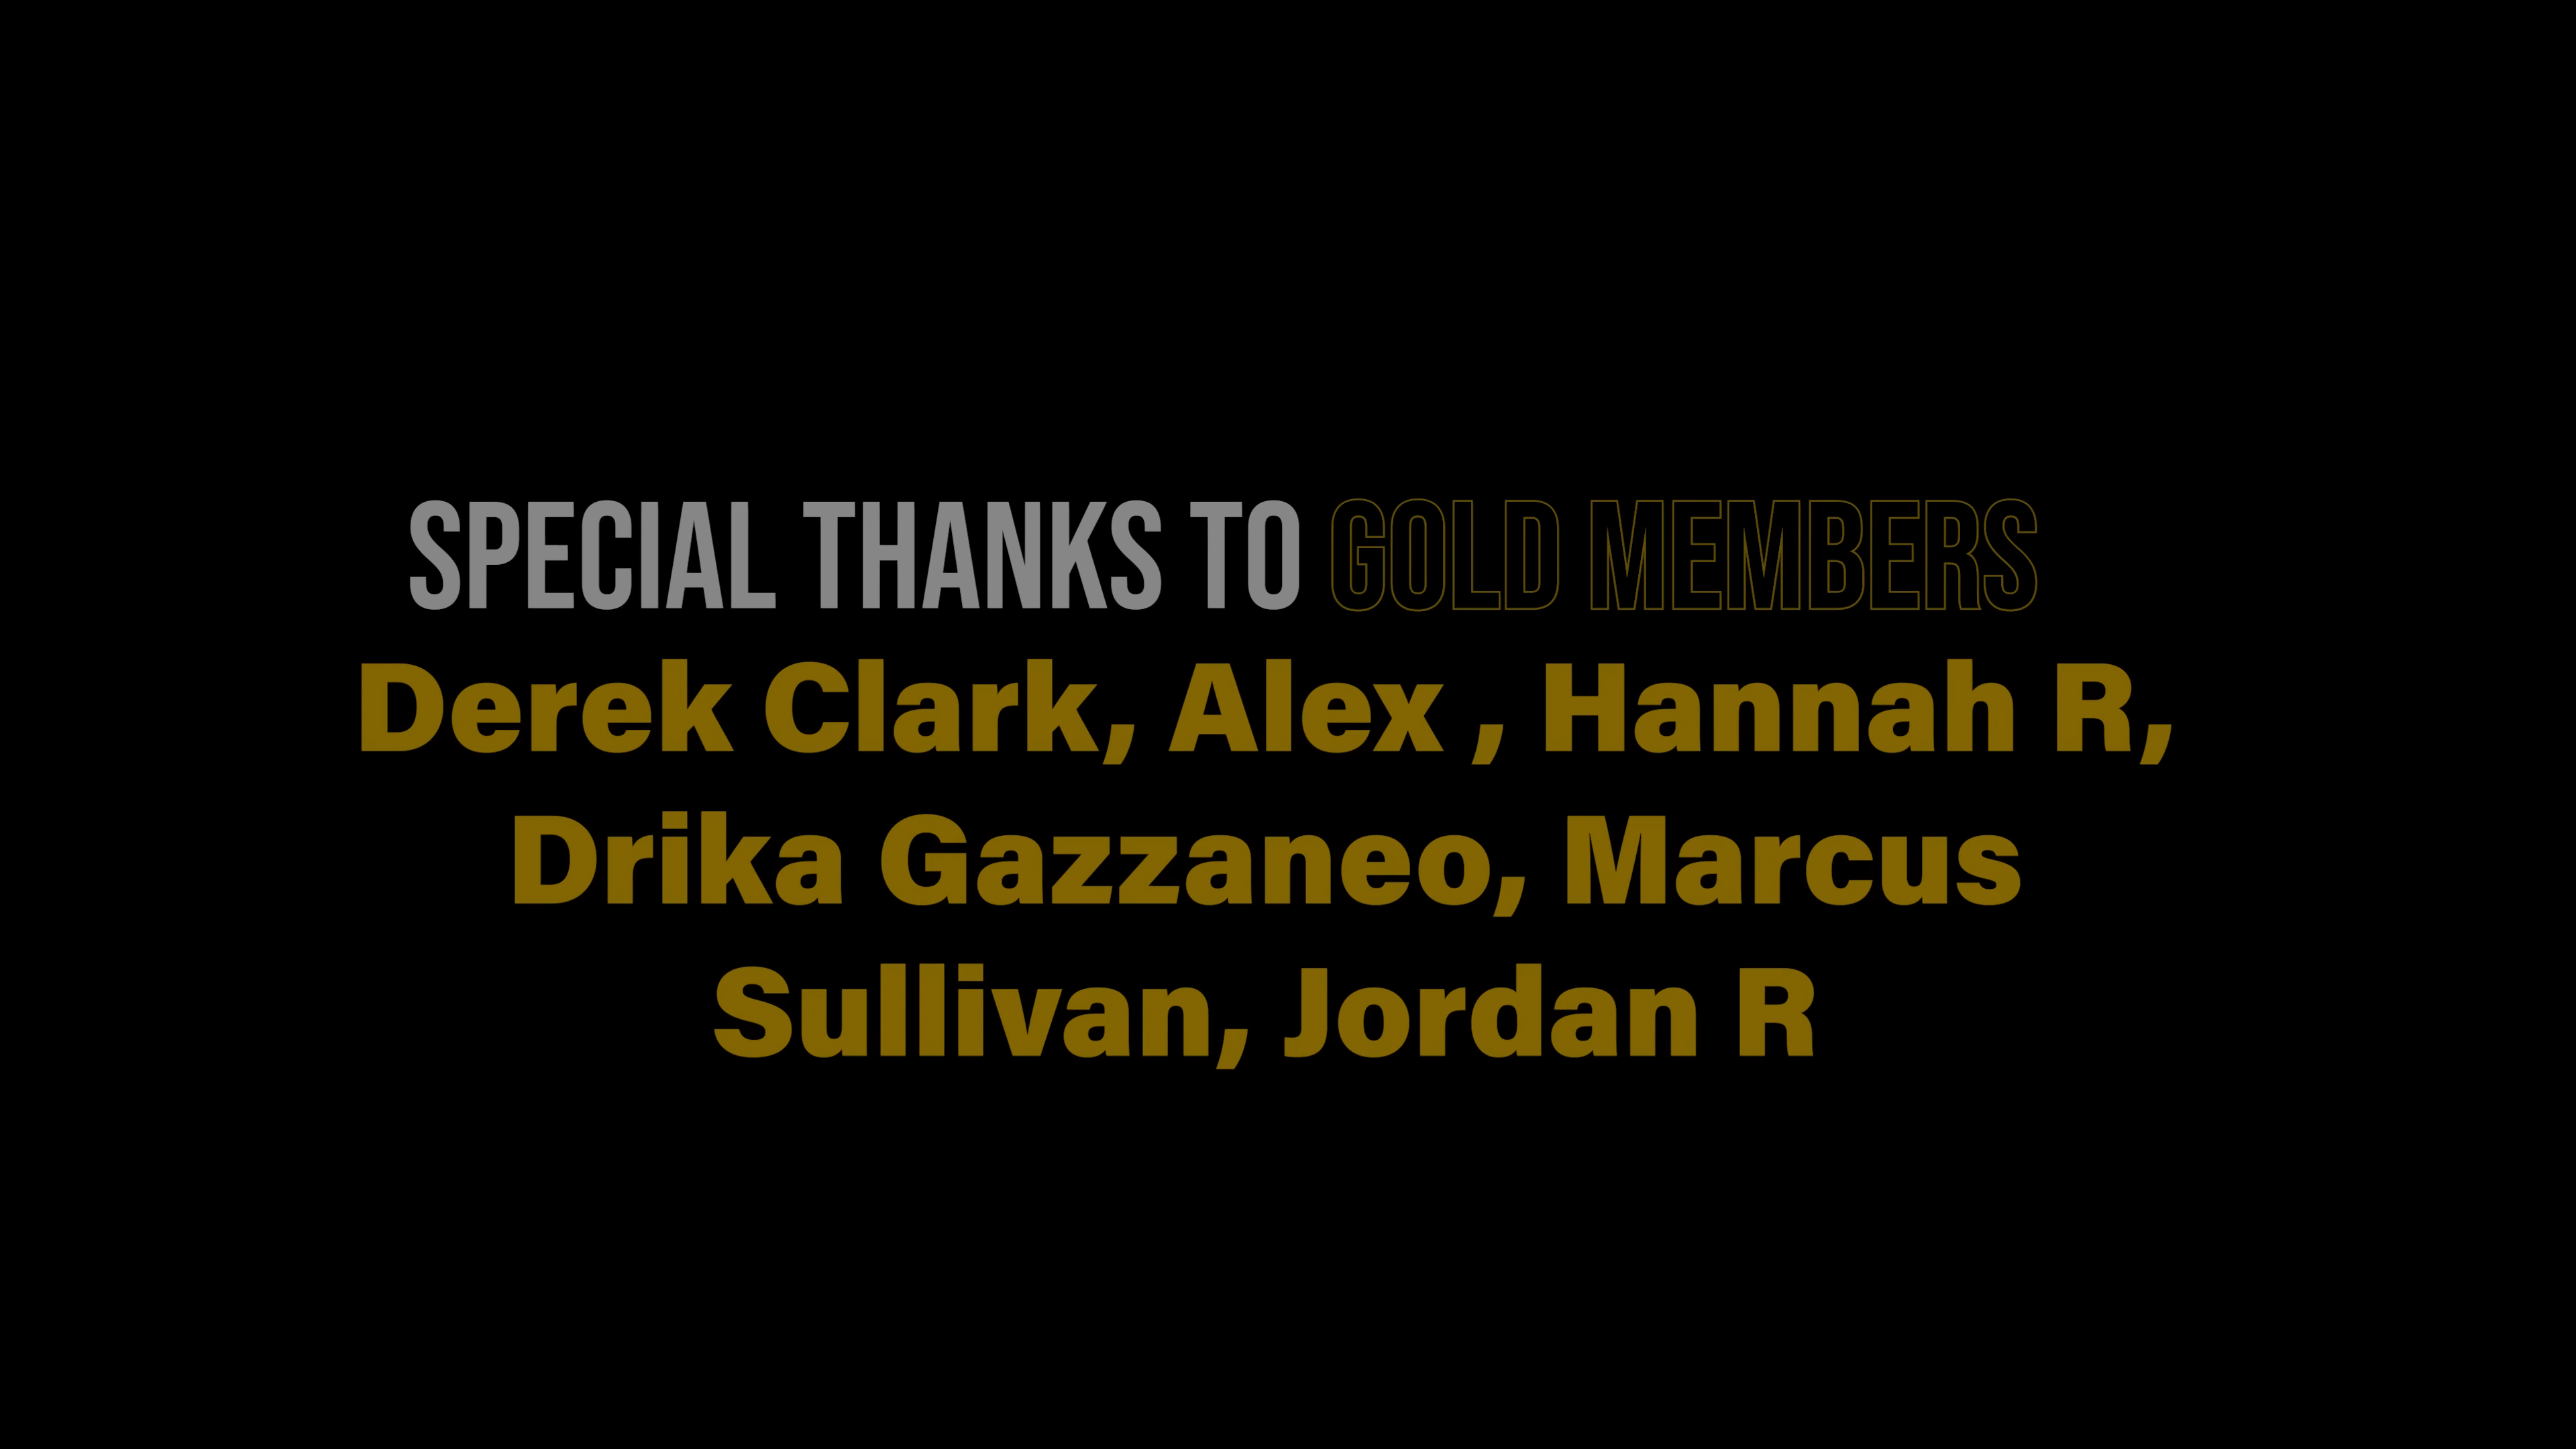 SPECIAL THANKS TO GOLD MEMBERS
Derek Clark, Alex , Hannah R,
Drika Gazzaneo, Marcus
Sullivan, Jordan R